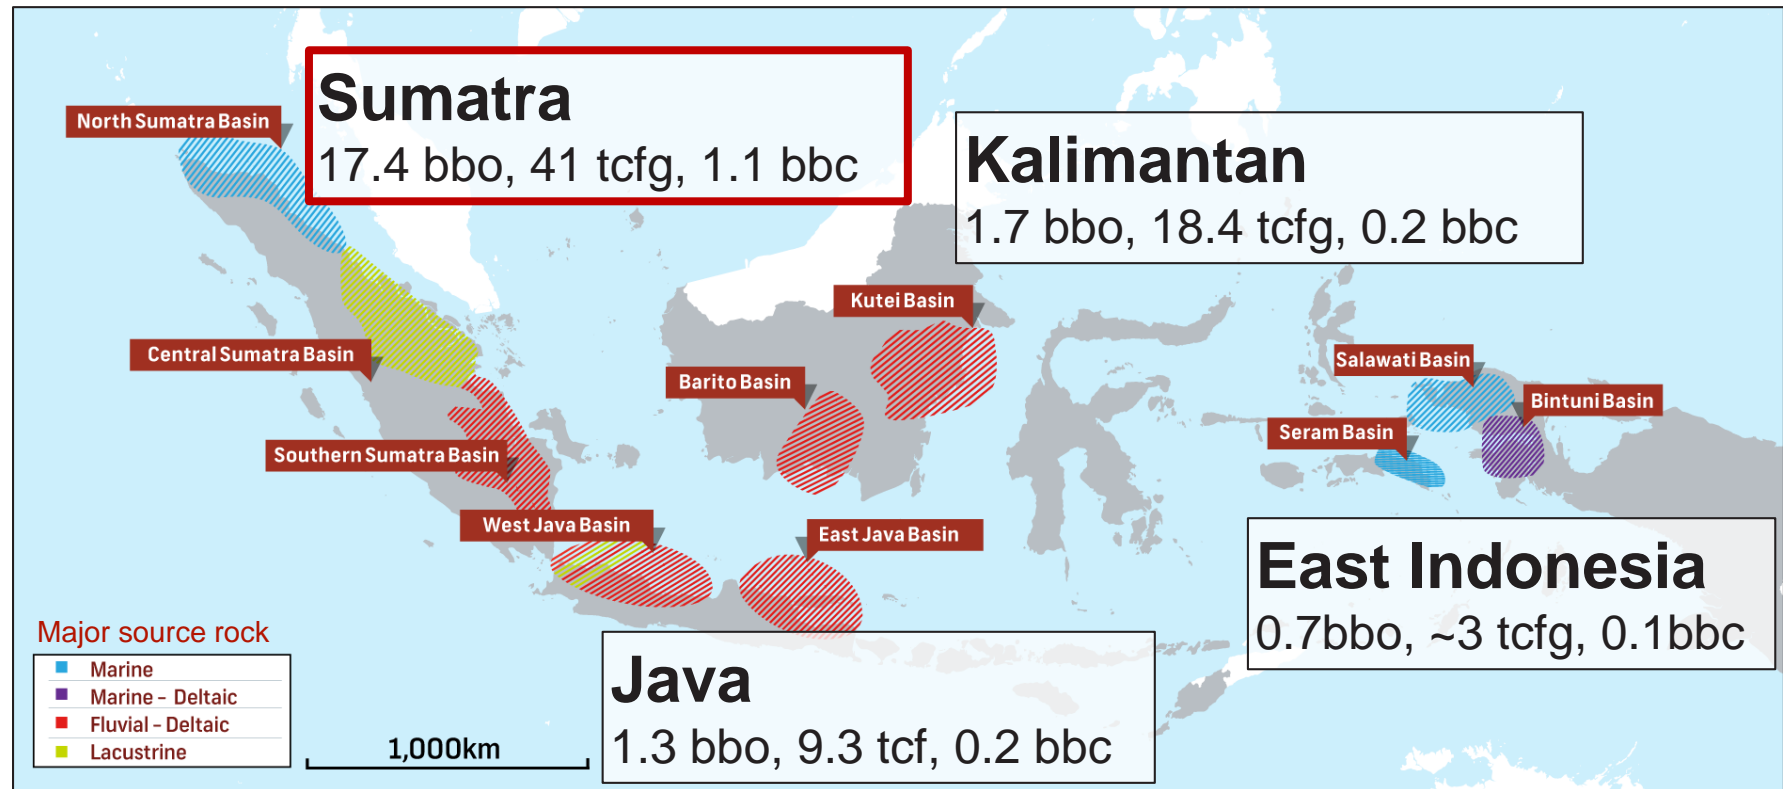 Sumatra
17.4 bbo, 41 tcfg, 1.1 bbc
North Sumatra Basin
Kalimantan
1.7 bbo, 18.4 tcfg, 0.2 bbc
Kutei Basin
Central Sumatra Basin
Barito Basin
Salawati Basin
Bintuni Basin
Seram Basin
Southern Sumatra Basin
West Java Basin
East Java Basin
East Indonesia
0.7bbo, ~3 tcfg, 0.1bbc
Java
1.3 bbo, 9.3 tcf, 0.2 bbc
Major source rock
Marine
Marine - Deltaic
Fluvial - Deltaic
Lacustrine
1,000km